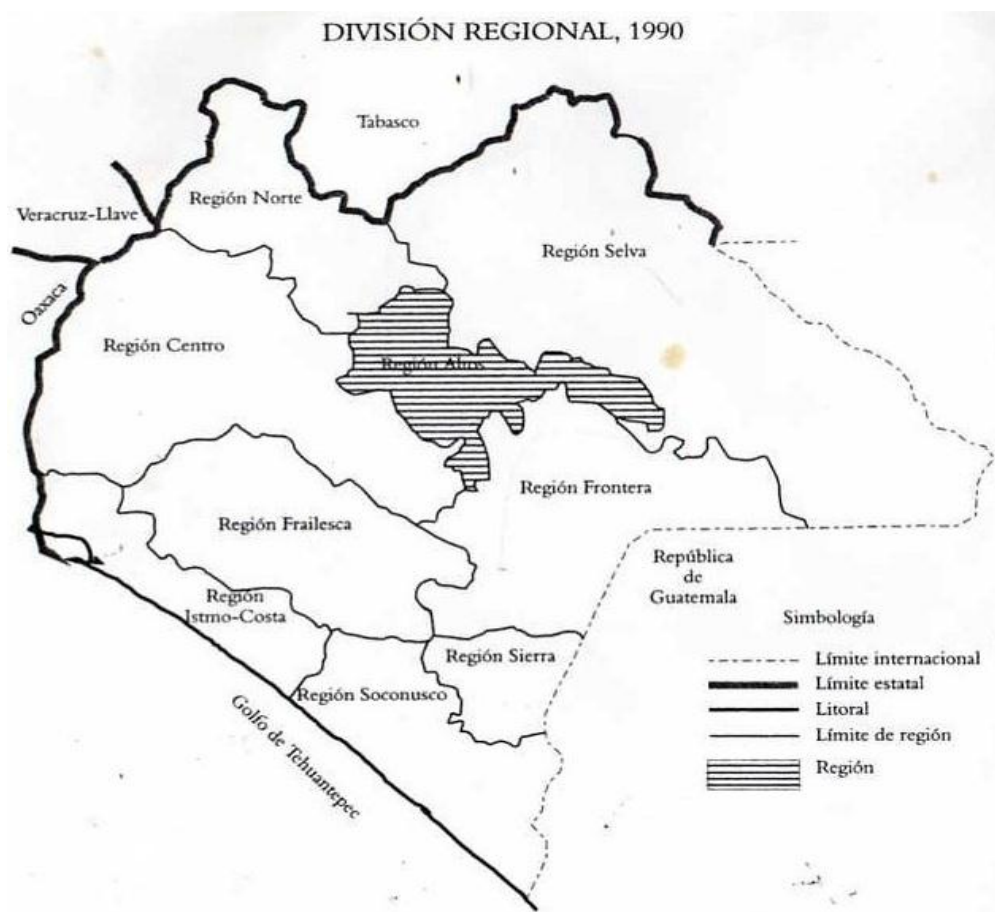 DIVISIÓN REGIONAL, 1990
Tabasco
Región Norte
Veracruz-Llave
Región Selva
Oaxaca
Región Centro
Región Altos
Región Frontera
Región Frailesca
República
de
Guatemala
Región
Istmo-Costa
Simbología
Región Sierra
Límite internacional
Límite estatal
Región Soconusco
Litoral
Golfo de Tehuantepec
Límite de región
Región